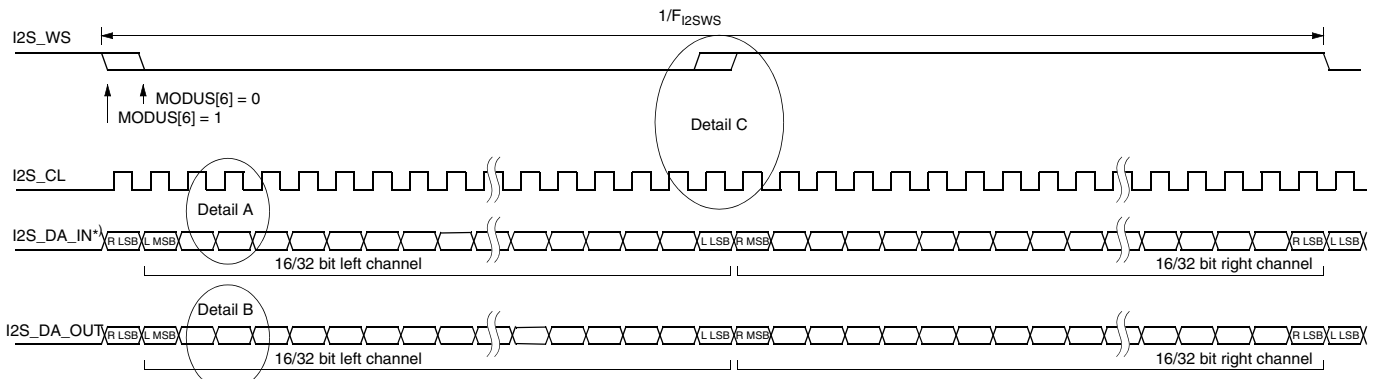 1/F_I2SWS
I2S_WS
MODUS[6] = 0
MODUS[6] = 1
Detail C
I2S_CL
Detail A
I2S_DA_IN*)
R LSB L MSB L LSB R MSB R LSB L LSB
16/32 bit left channel 16/32 bit right channel
Detail B
I2S_DA_OUT
R LSB L MSB L LSB R MSB R LSB L LSB
16/32 bit left channel 16/32 bit right channel